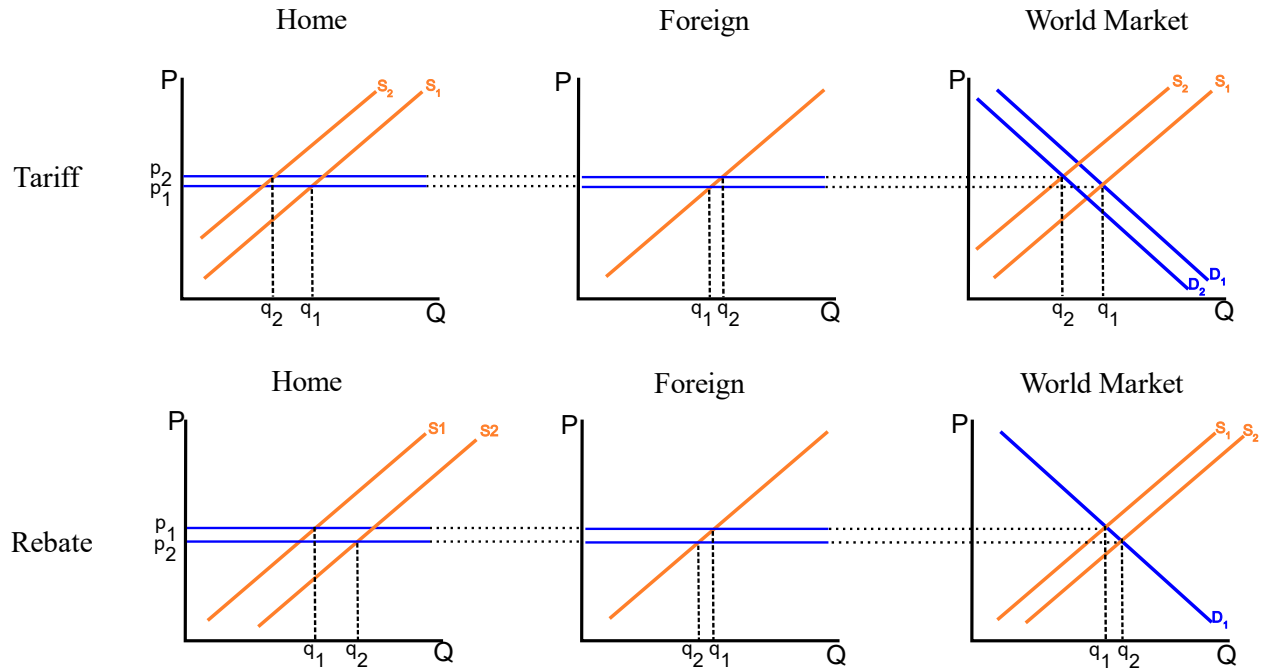 Home Foreign World Market
Tariff
P S₂ S₁
p₂
p₁
q₂ q₁ Q
P
q₁ q₂ Q
P S₂ S₁
D₂ D₁
q₂ q₁ Q
Home Foreign World Market
Rebate
P S1 S2
p₁
p₂
q₁ q₂ Q
P
q₂ q₁ Q
P S₁ S₂
D₁
q₁ q₂ Q